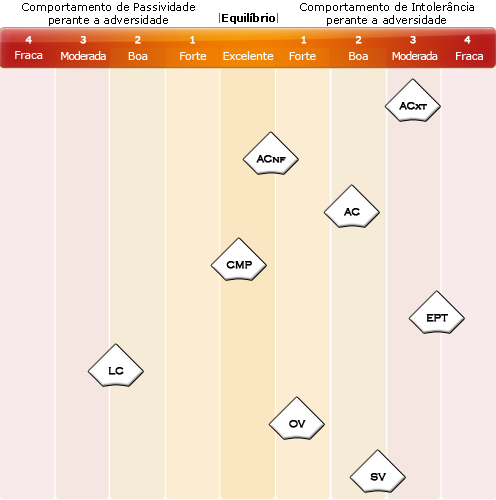 Comportamento de Passividade
perante a adversidade
|Equilíbrio|
Comportamento de Intolerância
perante a adversidade
4 3 2 1 1 2 3 4
Fraca Moderada Boa Forte Excelente Forte Boa Moderada Fraca
ACXT
ACNF
AC
CMP
EPT
LC
OV
SV